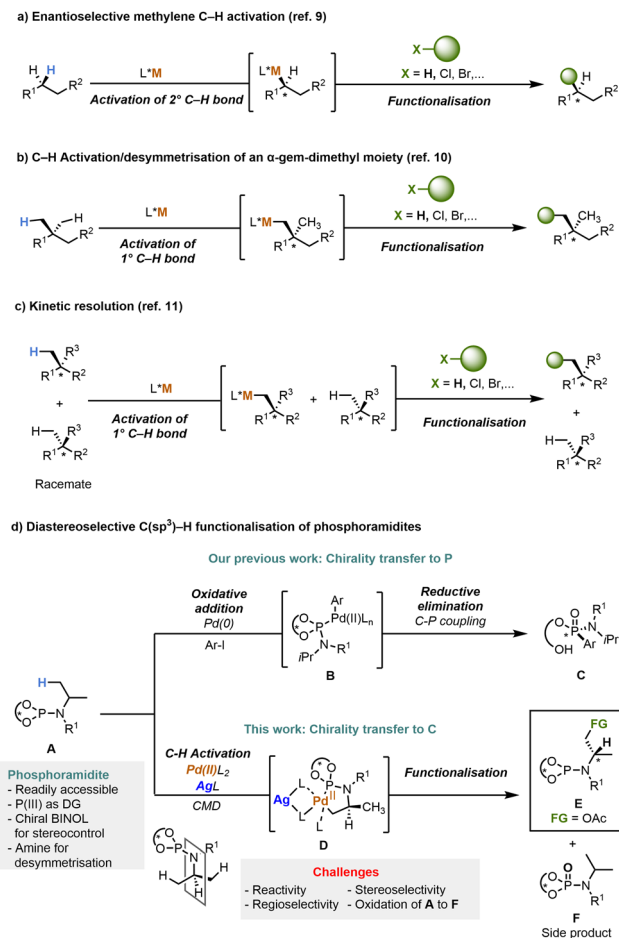 a) Enantioselective methylene C–H activation (ref. 9)
H H
R1 R2
L*M
Activation of 2° C–H bond
L*M H
R1 * R2
X
X = H, Cl, Br,...
Functionalisation
H
R1 * R2
b) C–H Activation/desymmetrisation of an α-gem-dimethyl moiety (ref. 10)
H H
R1 * R2
L*M
Activation of
1° C–H bond
L*M CH3
R1 * R2
X
X = H, Cl, Br,...
Functionalisation
CH3
R1 * R2
c) Kinetic resolution (ref. 11)
H R3
R1 * R2
+
H R3
R1 * R2
Racemate
L*M
Activation of
1° C–H bond
L*M R3
R1 * R2
+
H R3
R1 * R2
X
X = H, Cl, Br,...
Functionalisation
R3
R1 * R2
+
H R3
R1 * R2
d) Diastereoselective C(sp3)–H functionalisation of phosphoramidites
Our previous work: Chirality transfer to P
Oxidative
addition
Pd(0)
Ar-I
Ar
O Pd(II)Ln
* P
O N R1
iPr
B
Reductive
elimination
C-P coupling
O R1
O P N iPr
* Ar
OH
C
H
O
* P N
O R1
A
This work: Chirality transfer to C
C-H Activation
Pd(II)L2
AgL
CMD
* O
O P N R1
L Pd II
Ag CH3
L L H
D
Functionalisation
FG
H
O *
* P N
O R1
E
FG = OAc
+
O O
* P N
O R1
F
Side product
Phosphoramidite
- Readily accessible
- P(III) as DG
- Chiral BINOL
for stereocontrol
- Amine for
desymmetrisation
O
* P R1
O N
H H
H
Challenges
- Reactivity - Stereoselectivity
- Regioselectivity - Oxidation of A to F